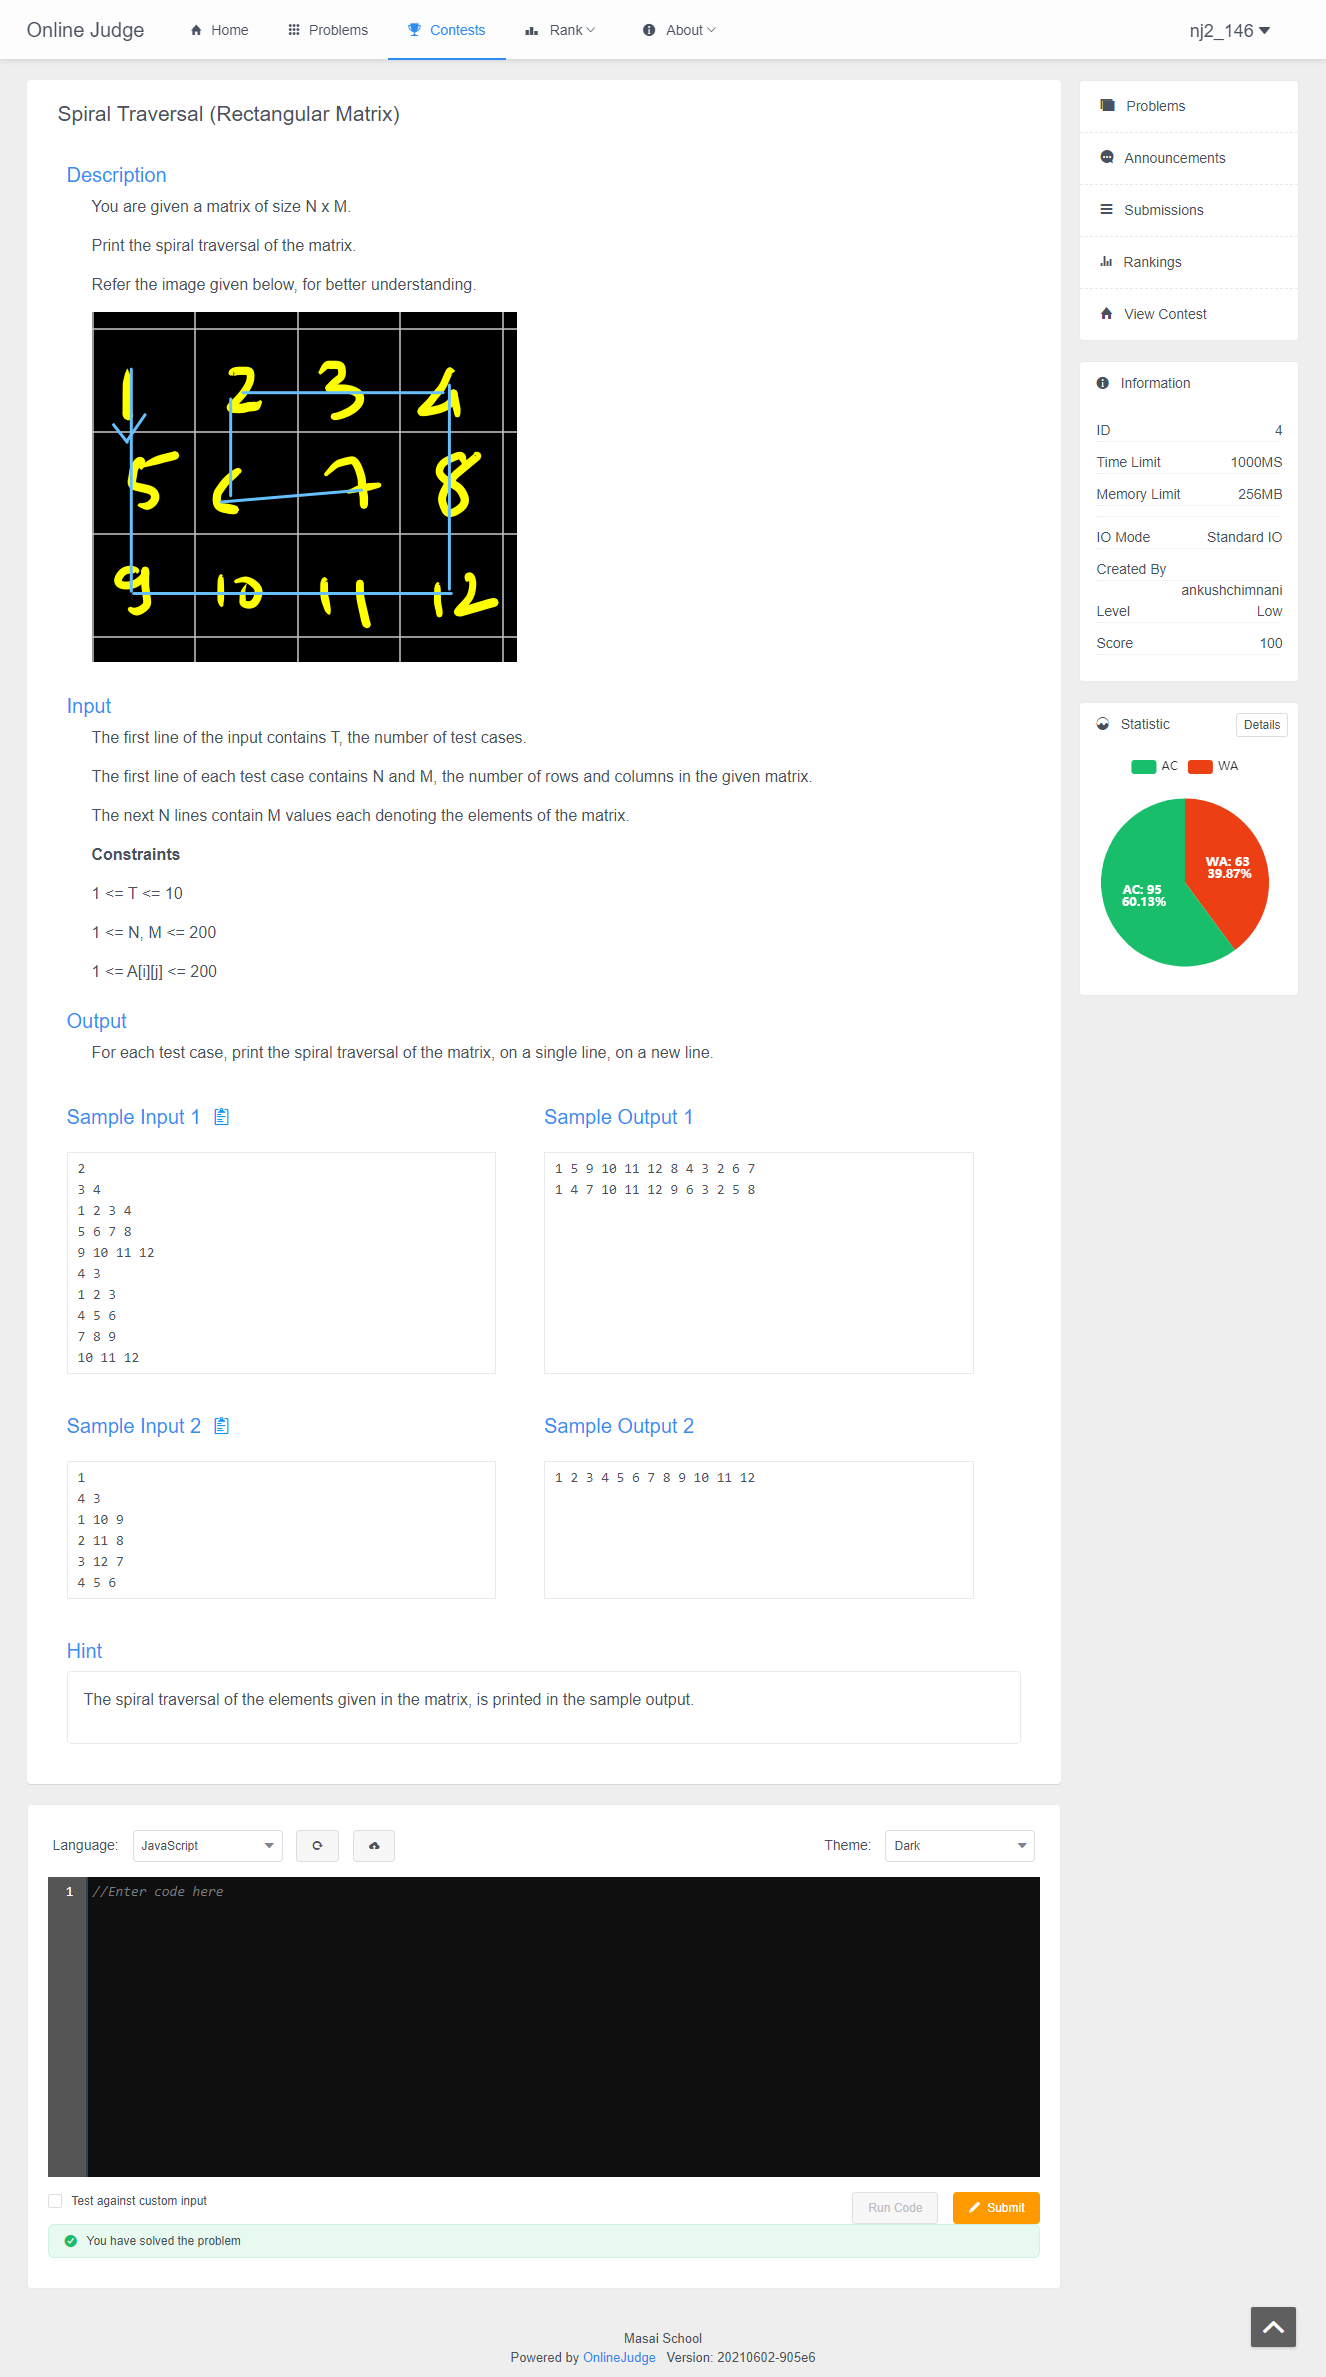 Online Judge Home Problems Contests Rank About nj2_146
Spiral Traversal (Rectangular Matrix)
Description
You are given a matrix of size N x M.
Print the spiral traversal of the matrix.
Refer the image given below, for better understanding.
1 2 3 4
5 6 7 8
9 10 11 12
Input
The first line of the input contains T, the number of test cases.
The first line of each test case contains N and M, the number of rows and columns in the given matrix.
The next N lines contain M values each denoting the elements of the matrix.
Constraints
1 <= T <= 10
1 <= N, M <= 200
1 <= A[i][j] <= 200
Output
For each test case, print the spiral traversal of the matrix, on a single line, on a new line.
Sample Input 1
2
3 4
1 2 3 4
5 6 7 8
9 10 11 12
4 3
1 2 3
4 5 6
7 8 9
10 11 12
Sample Output 1
1 5 9 10 11 12 8 4 3 2 6 7
1 4 7 10 11 12 9 6 3 2 5 8
Sample Input 2
1
4 3
1 10 9
2 11 8
3 12 7
4 5 6
Sample Output 2
1 2 3 4 5 6 7 8 9 10 11 12
Hint
The spiral traversal of the elements given in the matrix, is printed in the sample output.
Problems
Announcements
Submissions
Rankings
View Contest
Information
ID 4
Time Limit 1000MS
Memory Limit 256MB
IO Mode Standard IO
Created By
ankushchimnani
Level Low
Score 100
Statistic Details
AC WA
WA: 63
39.87%
AC: 95
60.13%
Language: JavaScript Theme: Dark
1 //Enter code here
Test against custom input Run Code Submit
You have solved the problem
Masai School
Powered by OnlineJudge Version: 20210602-905e6